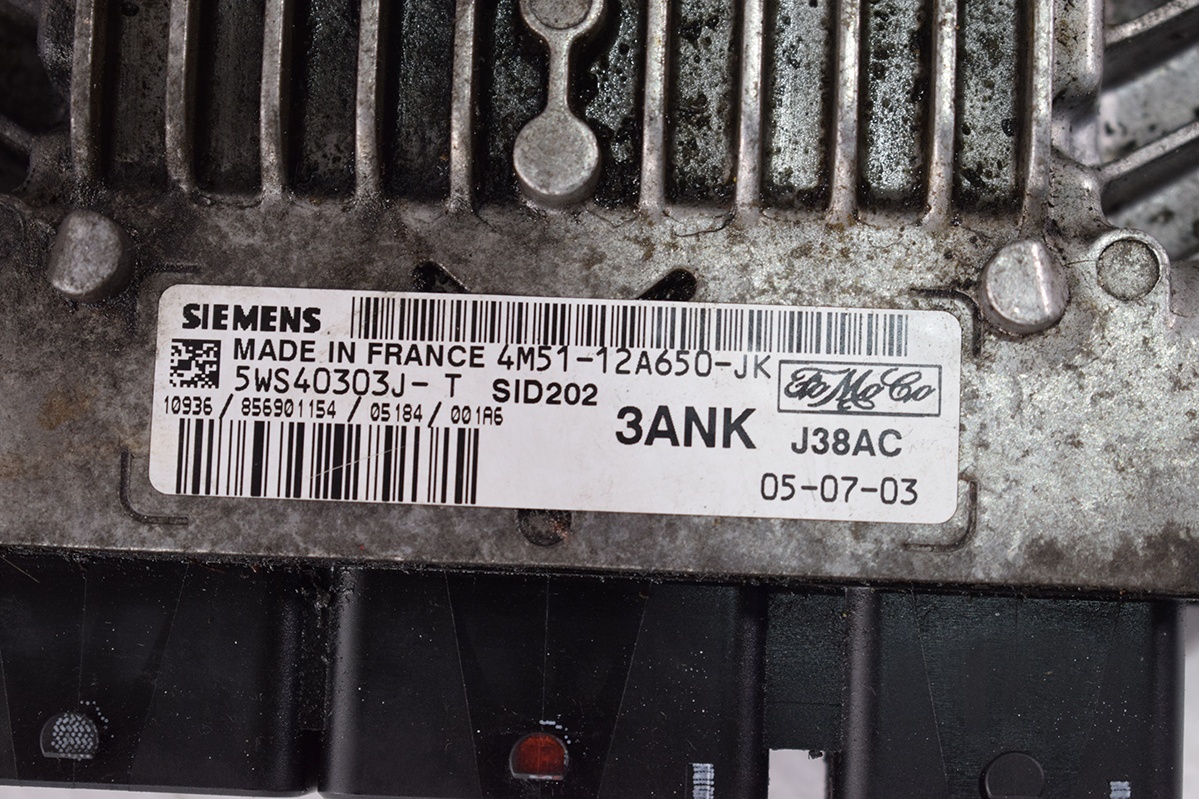 SIEMENS
MADE IN FRANCE 4M51-12A650-JK
5WS40303J-T SID202
FoMoCo
10936/856901154/05184/001A6
3ANK J38AC
05-07-03